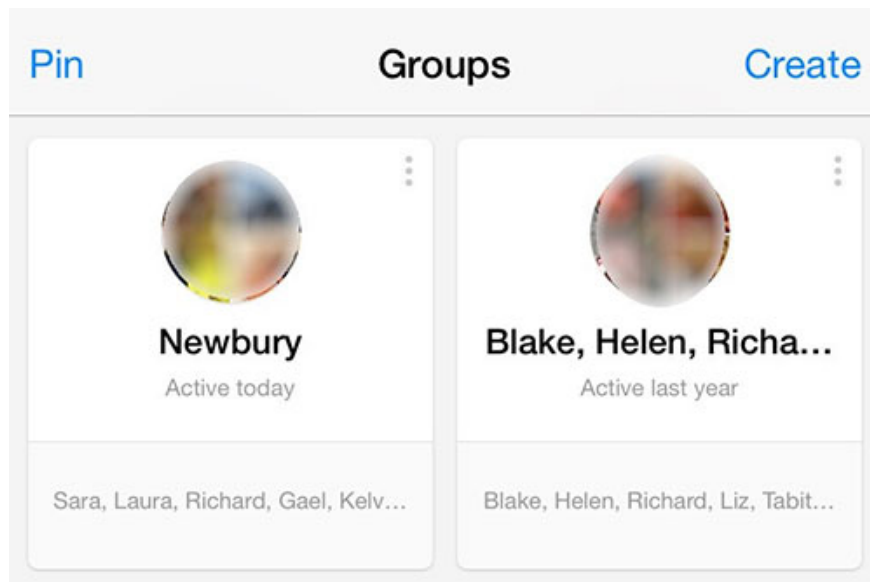 Pin Groups Create
Newbury
Active today
Sara, Laura, Richard, Gael, Kelv...
Blake, Helen, Richa...
Active last year
Blake, Helen, Richard, Liz, Tabit...